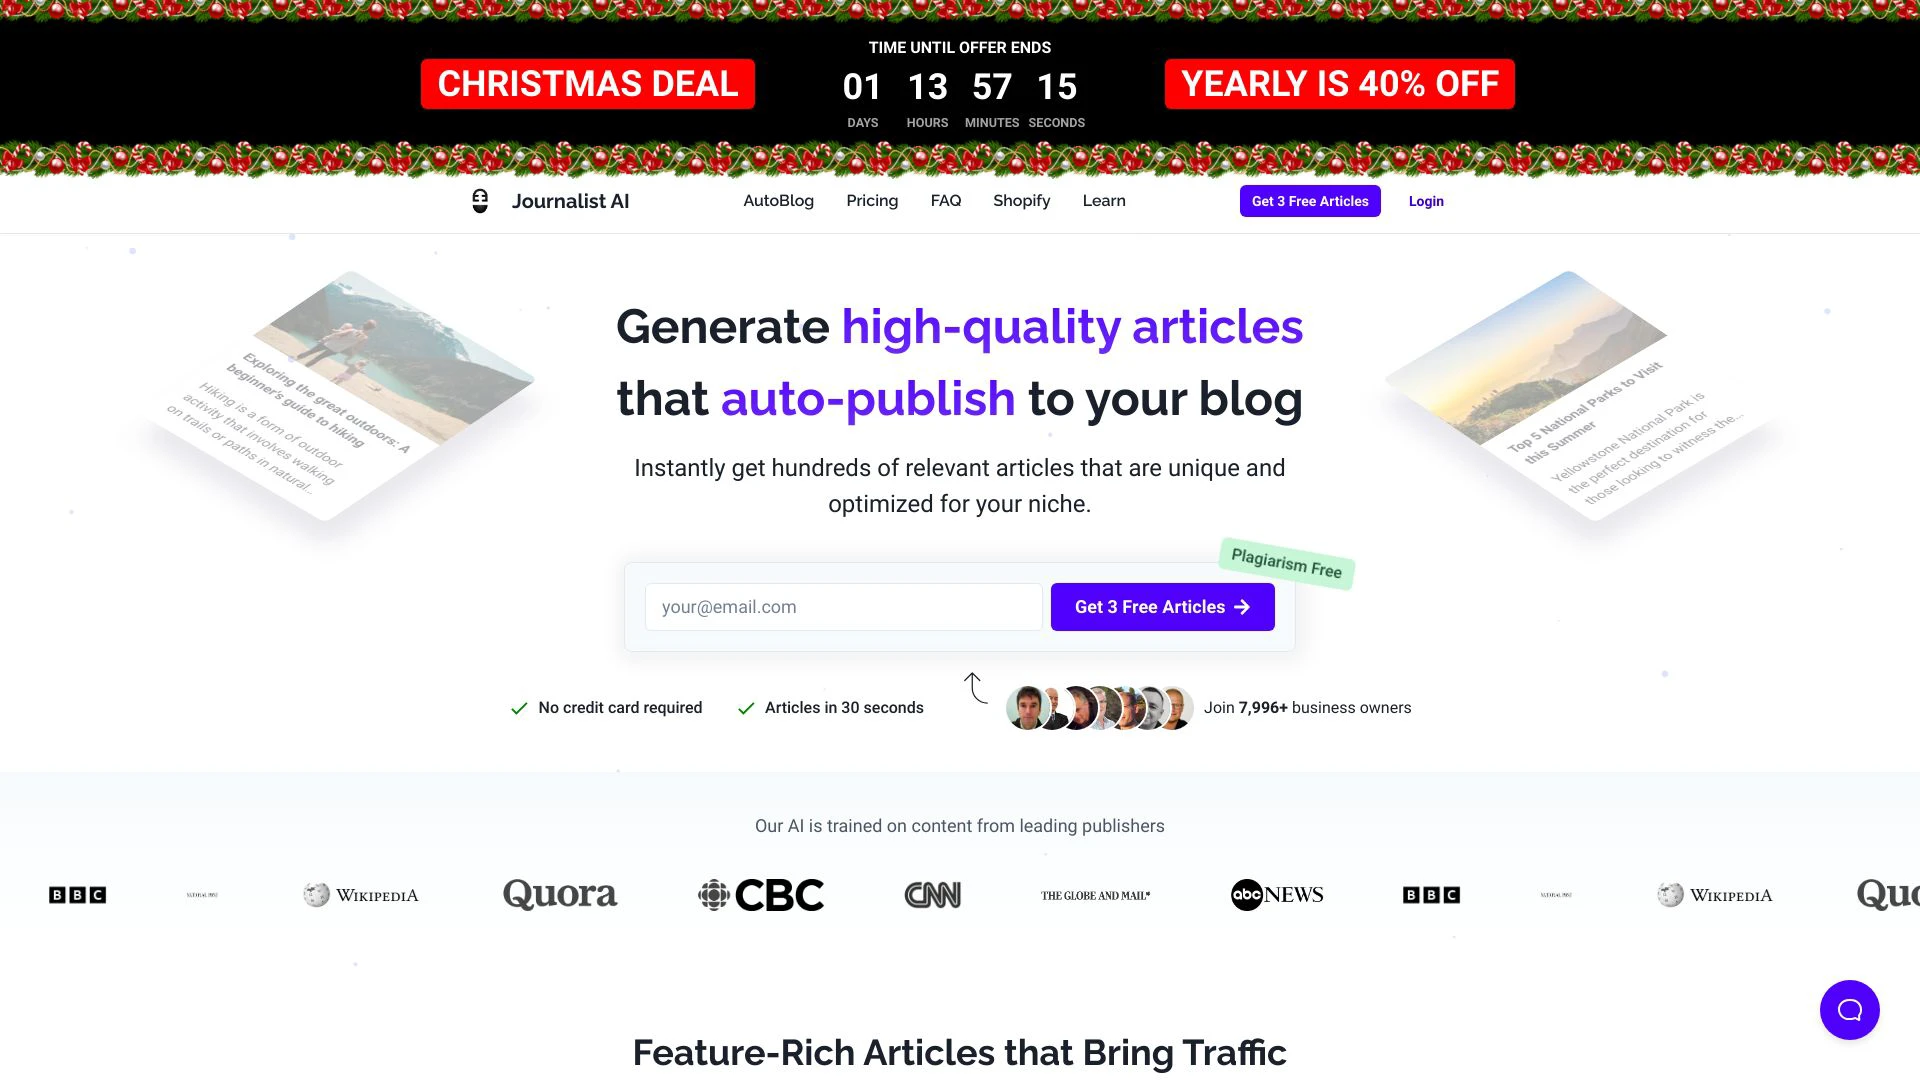 CHRISTMAS DEAL
TIME UNTIL OFFER ENDS
01 13 57 15
DAYS HOURS MINUTES SECONDS
YEARLY IS 40% OFF
Journalist AI
AutoBlog
Pricing
FAQ
Shopify
Learn
Get 3 Free Articles
Login
Exploring the great outdoors: A
beginner's guide to hiking
Hiking is a form of outdoor
activity that involves walking
on trails or paths in natural...
Generate high-quality articles
that auto-publish to your blog
Instantly get hundreds of relevant articles that are unique and
optimized for your niche.
Top 5 National Parks to Visit
this Summer
Yellowstone National Park is
the perfect destination for
those looking to witness the...
Plagiarism Free
your@email.com
Get 3 Free Articles
No credit card required
Articles in 30 seconds
Join 7,996+ business owners
Our AI is trained on content from leading publishers
BBC
NATIONAL POST
WIKIPEDIA
Quora
CBC
CNN
THE GLOBE AND MAIL*
abc NEWS
BBC
NATIONAL POST
WIKIPEDIA
Quo
Feature-Rich Articles that Bring Traffic